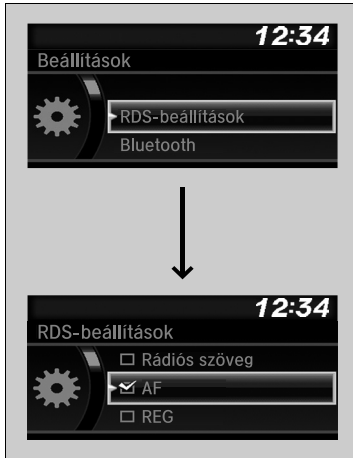 12:34
Beállítások
RDS-beállítások
Bluetooth
12:34
RDS-beállítások
Rádiós szöveg
AF
REG